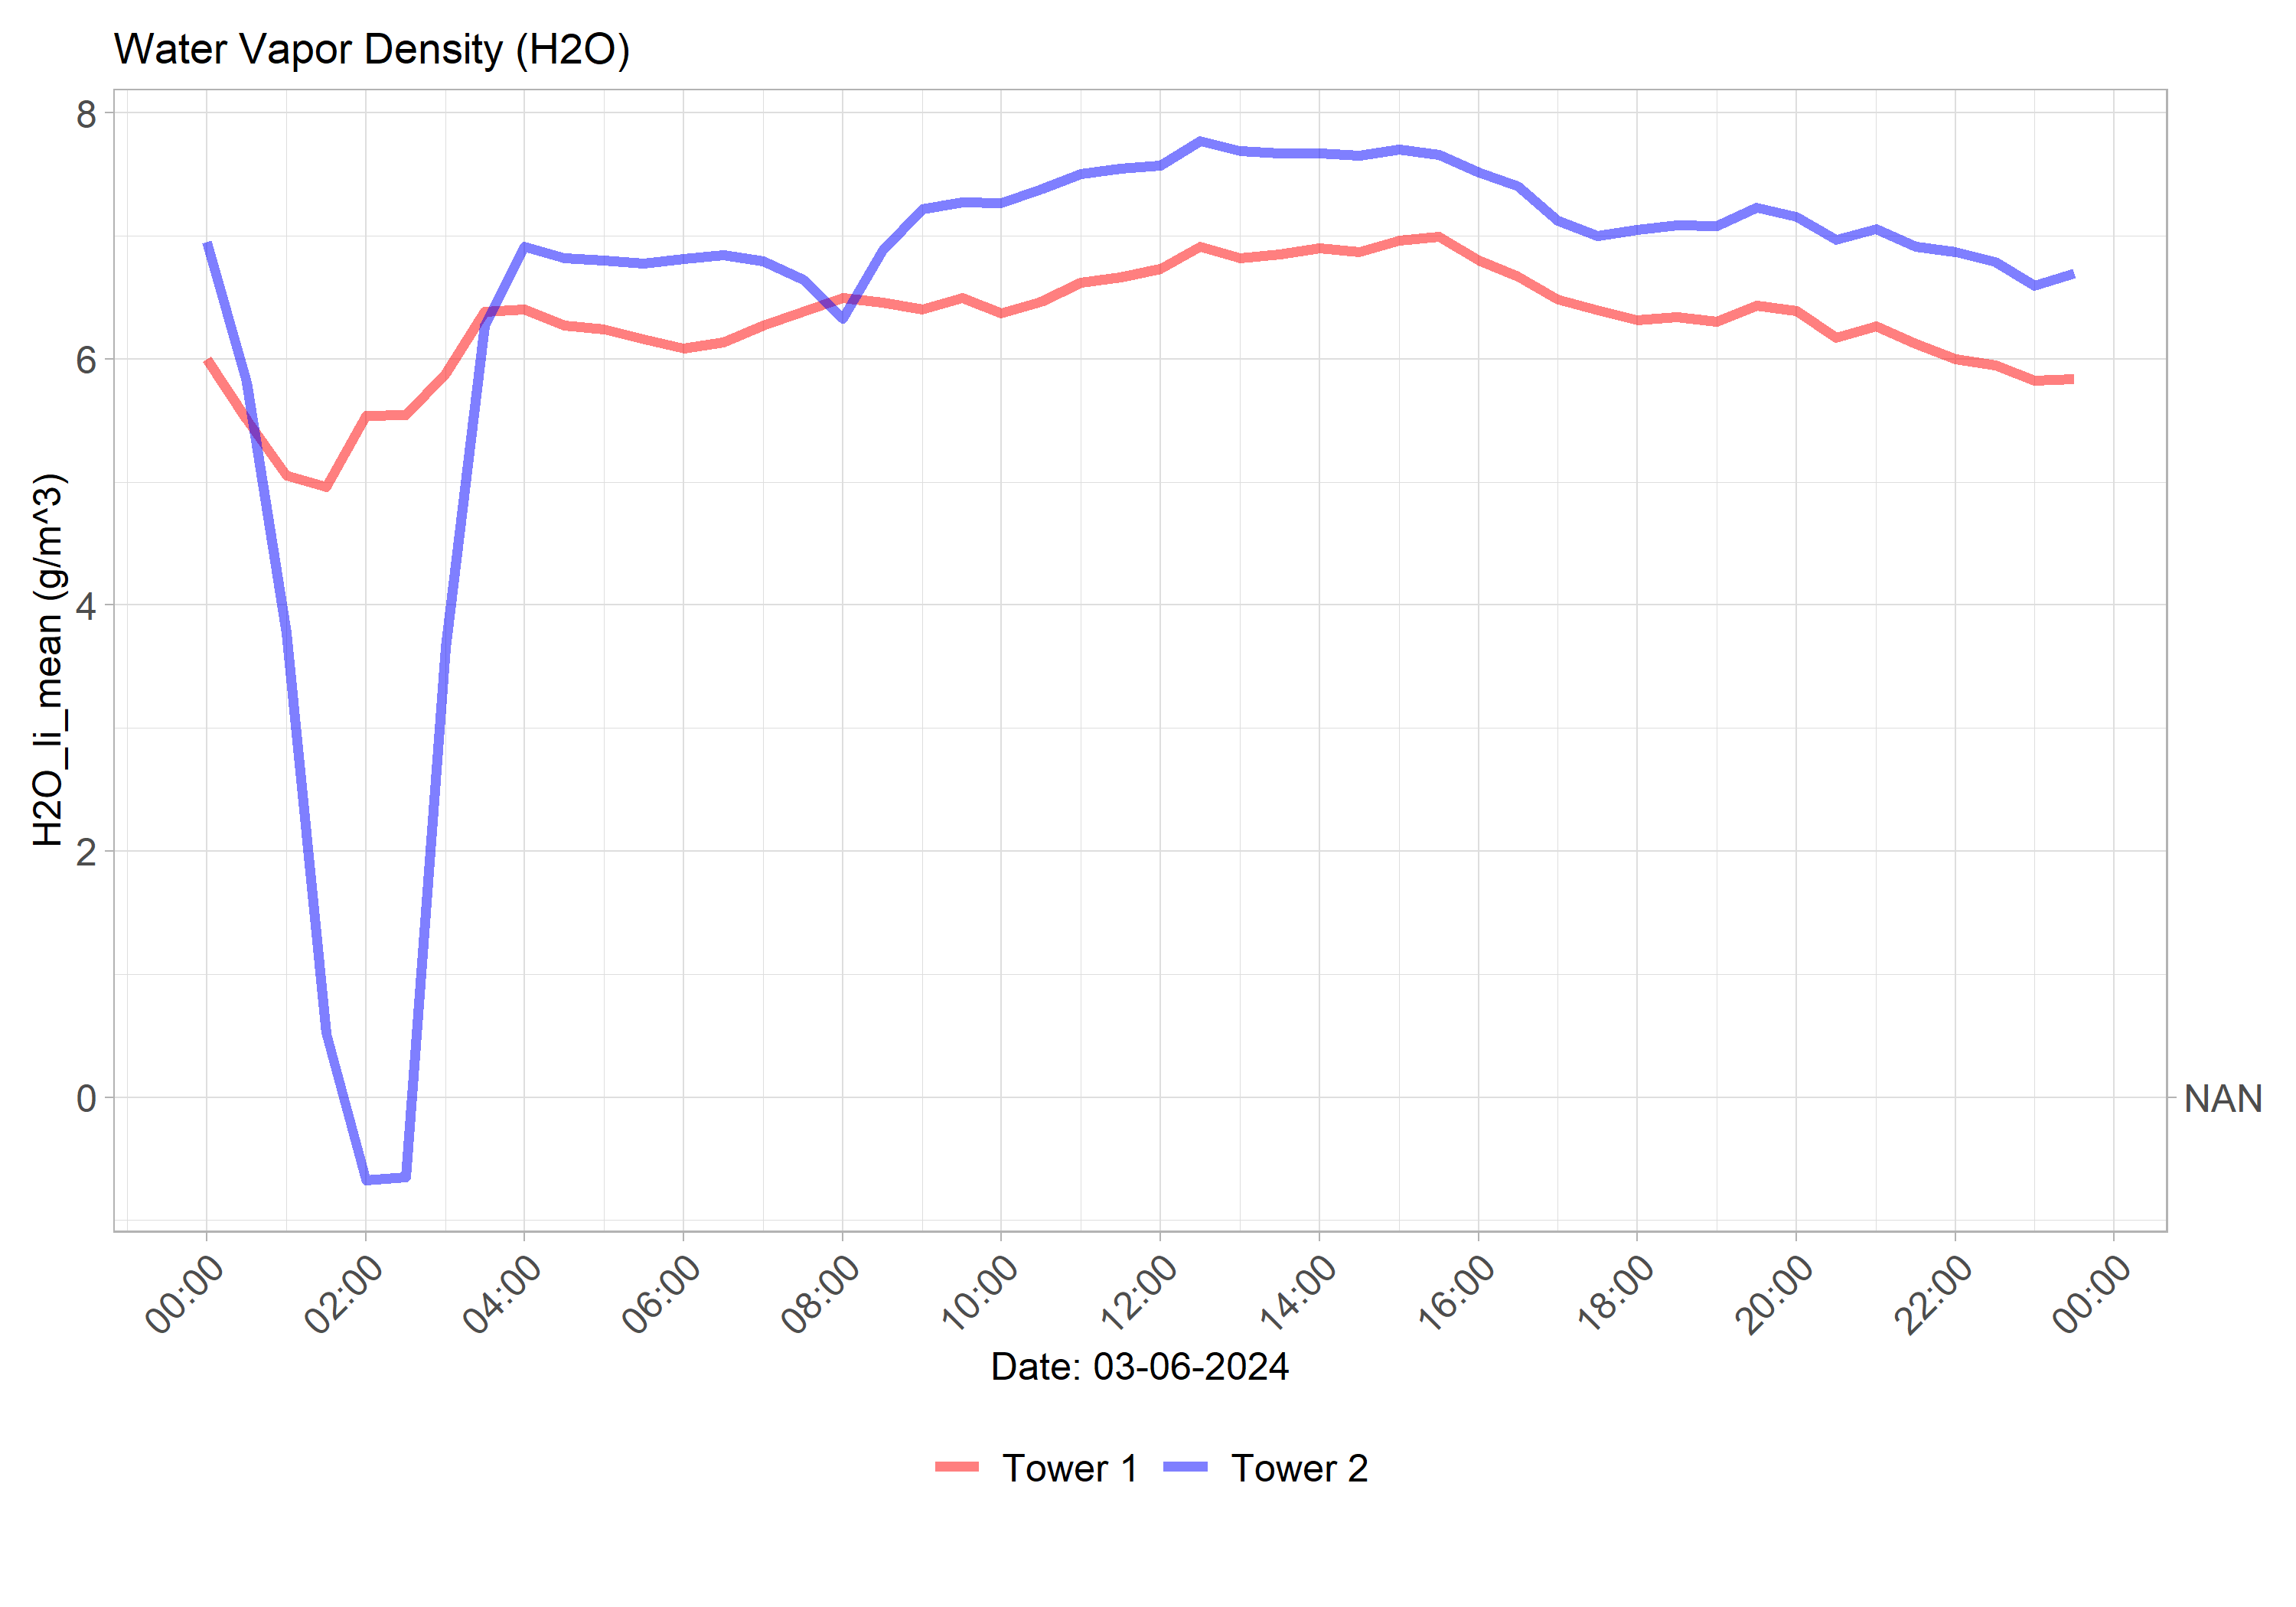 Water Vapor Density (H2O)
H2O_li_mean (g/m^3)
8
6
4
2
0
NAN
00:00 02:00 04:00 06:00 08:00 10:00 12:00 14:00 16:00 18:00 20:00 22:00 00:00
Date: 03-06-2024
Tower 1 Tower 2